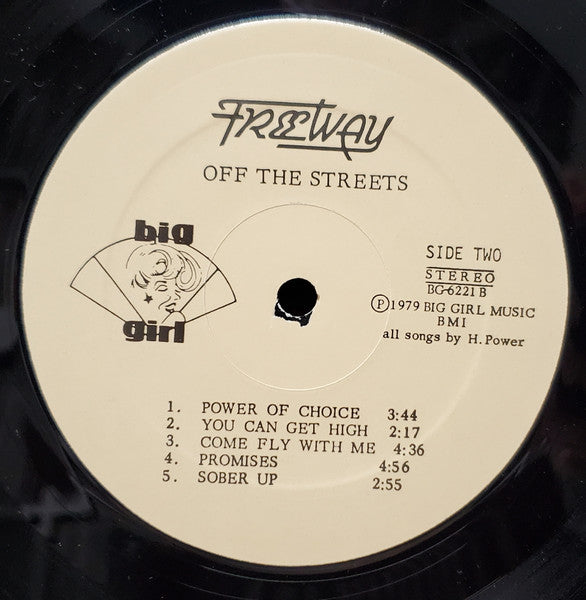 FREEWAY
OFF THE STREETS
big
girl
SIDE TWO
STEREO
BG-6221B
Ⓟ1979 BIG GIRL MUSIC
BMI
all songs by H. Power
1. POWER OF CHOICE 3:44
2. YOU CAN GET HIGH 2:17
3. COME FLY WITH ME 4:36
4. PROMISES 4:56
5. SOBER UP 2:55